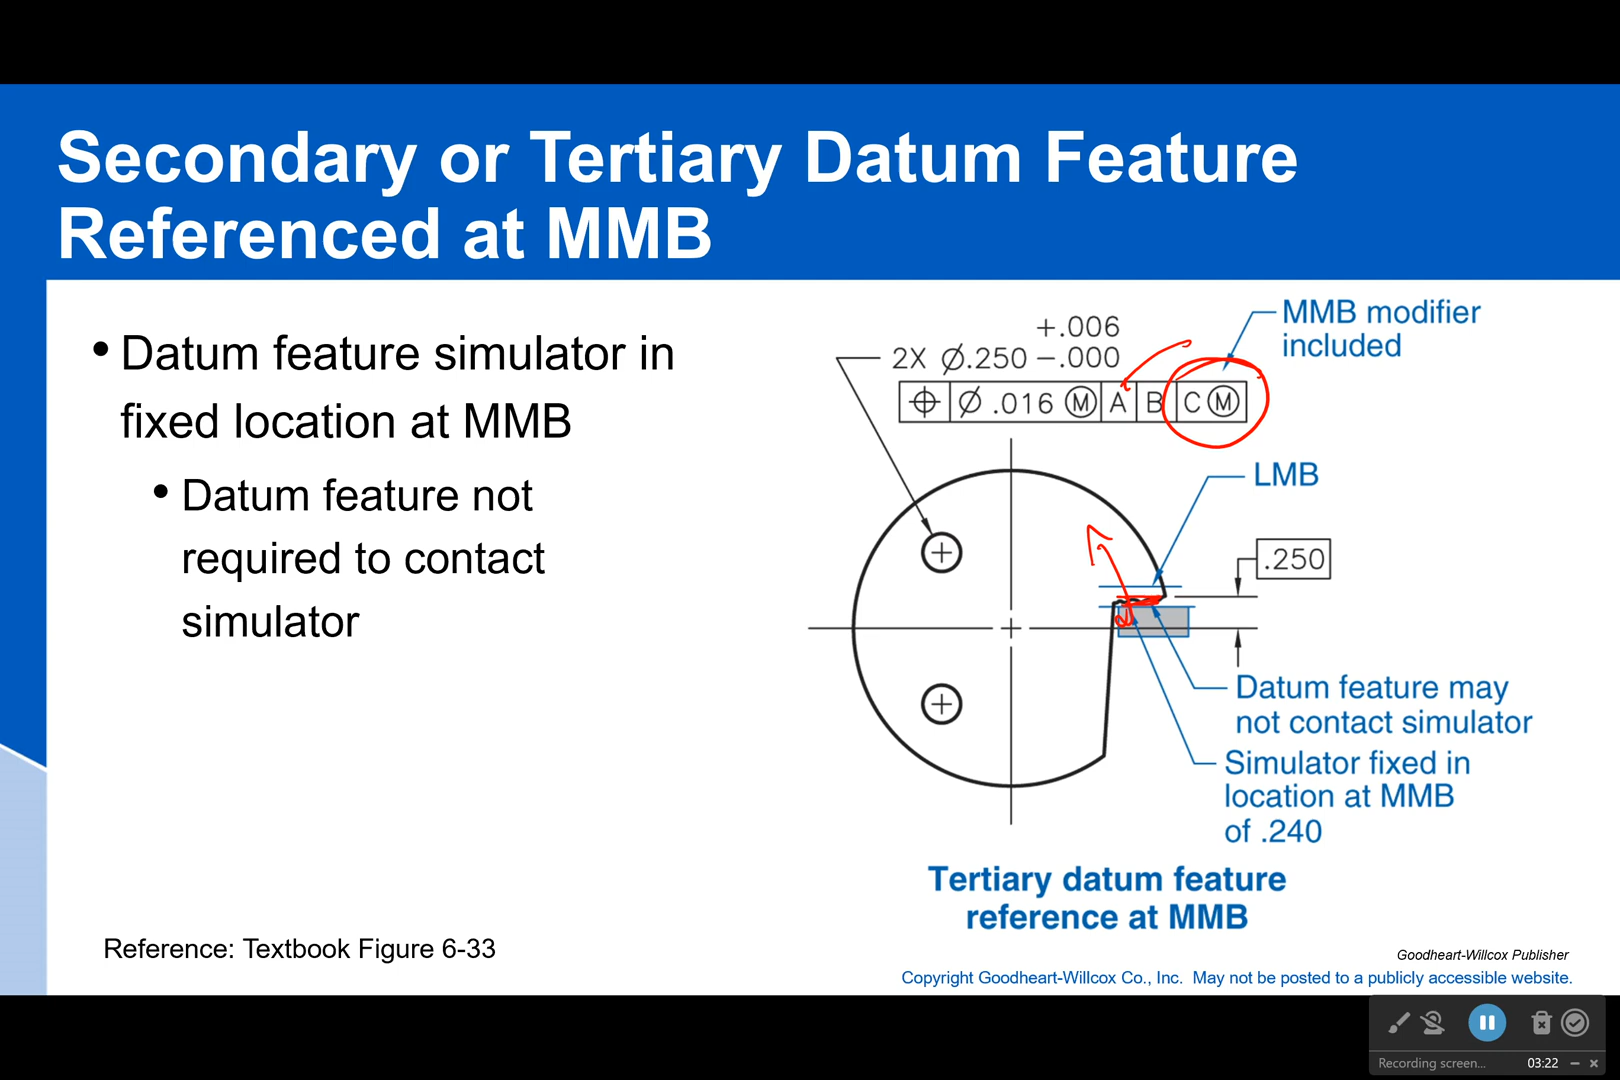 Secondary or Tertiary Datum Feature
Referenced at MMB
• Datum feature simulator in
fixed location at MMB
• Datum feature not
required to contact
simulator
Reference: Textbook Figure 6-33
MMB modifier
included
+.006
2X Ø.250 -.000
⌖ Ø .016 Ⓜ A B C Ⓜ
LMB
.250
Datum feature may
not contact simulator
Simulator fixed in
location at MMB
of .240
Tertiary datum feature
reference at MMB
Goodheart-Willcox Publisher
Copyright Goodheart-Willcox Co., Inc. May not be posted to a publicly accessible website.
Recording screen... 03:22